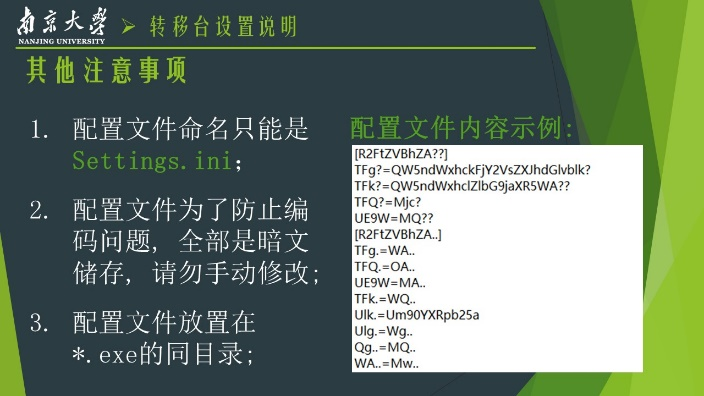 南京大學
NANJING UNIVERSITY
转移台设置说明
其他注意事项
1. 配置文件命名只能是
Settings.ini;
2. 配置文件为了防止编
码问题, 全部是暗文
储存, 请勿手动修改;
3. 配置文件放置在
*.exe的同目录;
配置文件内容示例:
[R2FtZVBhZA??]
TFg?=QW5ndWxhckFjY2VsZXJhdGlvblk?
TFk?=QW5ndWxhclZlbG9jaXR5WA??
TFQ?=Mjc?
UE9W=MQ??
[R2FtZVBhZA..]
TFg.=WA..
TFQ.=OA..
UE9W=MA..
TFk.=WQ..
Ulk.=Um90YXRpb25a
Ulg.=Wg..
Qg..=MQ..
WA..=Mw..